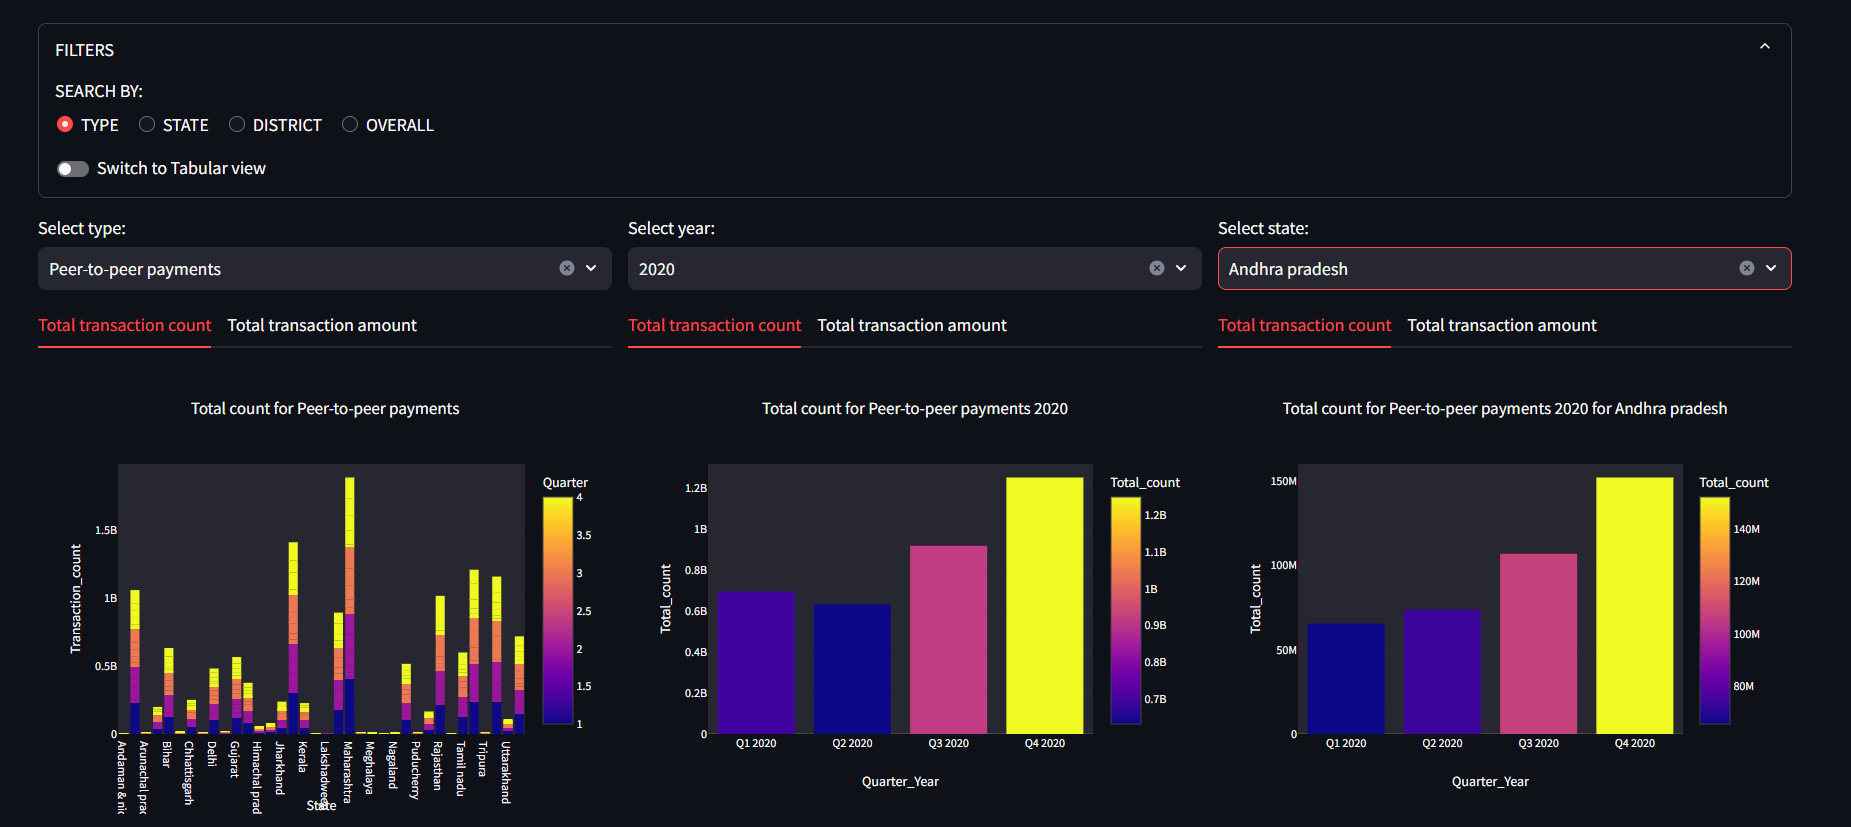 FILTERS
SEARCH BY:
TYPE STATE DISTRICT OVERALL
Switch to Tabular view
Select type:
Peer-to-peer payments
Select year:
2020
Select state:
Andhra pradesh
Total transaction count Total transaction amount
Total transaction count Total transaction amount
Total transaction count Total transaction amount
Total count for Peer-to-peer payments
Transaction_count
1.5B
1B
0.5B
0
Andaman & nic
Arunachal prac
Bihar
Chhattisgarh
Delhi
Gujarat
Himachal prad
Jharkhand
Kerala
Lakshadweep
Maharashtra
Meghalaya
Nagaland
Puducherry
Rajasthan
Tamil nadu
Tripura
Uttarakhand
State
Quarter
4
3.5
3
2.5
2
1.5
1
Total count for Peer-to-peer payments 2020
Total_count
1.2B
1B
0.8B
0.6B
0.4B
0.2B
0
Q1 2020 Q2 2020 Q3 2020 Q4 2020
Quarter_Year
Total_count
1.2B
1.1B
1B
0.9B
0.8B
0.7B
Total count for Peer-to-peer payments 2020 for Andhra pradesh
Total_count
150M
100M
50M
0
Q1 2020 Q2 2020 Q3 2020 Q4 2020
Quarter_Year
Total_count
140M
120M
100M
80M